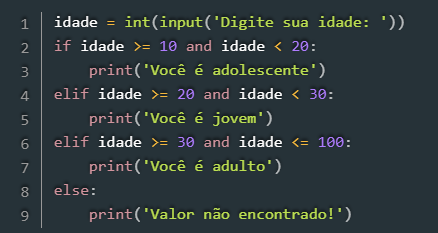 1 idade = int(input('Digite sua idade: '))
2 if idade >= 10 and idade < 20:
3     print('Você é adolescente')
4 elif idade >= 20 and idade < 30:
5     print('Você é jovem')
6 elif idade >= 30 and idade <= 100:
7     print('Você é adulto')
8 else:
9     print('Valor não encontrado!')